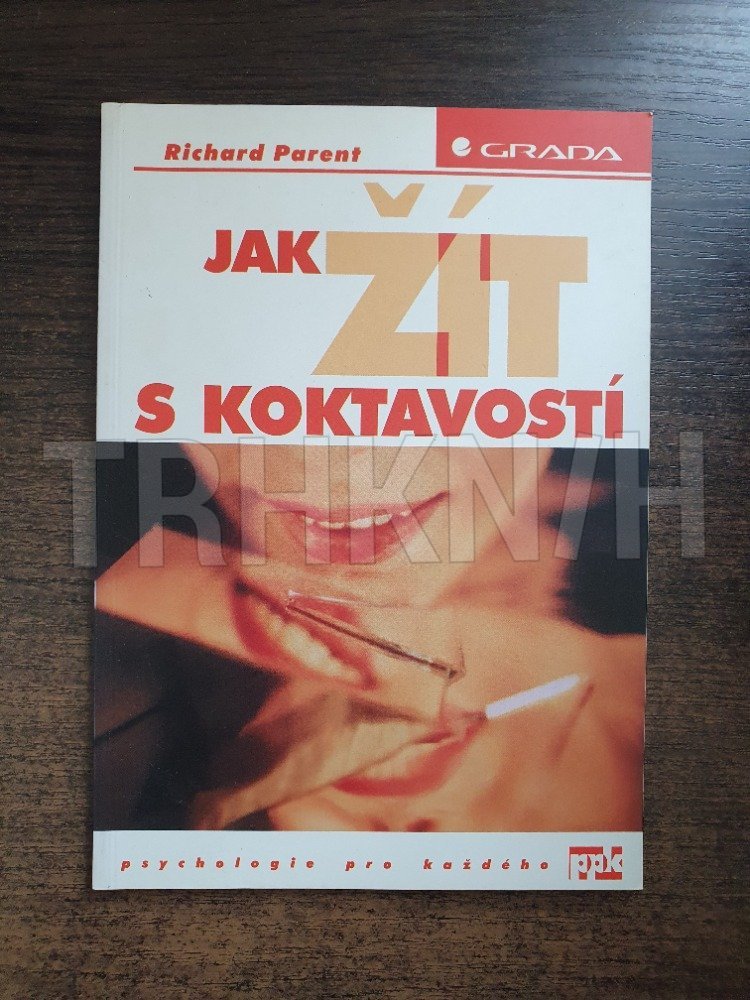 Richard Parent
GRADA
JAK ŽÍT
S KOKTAVOSTÍ
TRHKNIH
psychologie pro každého
ppk